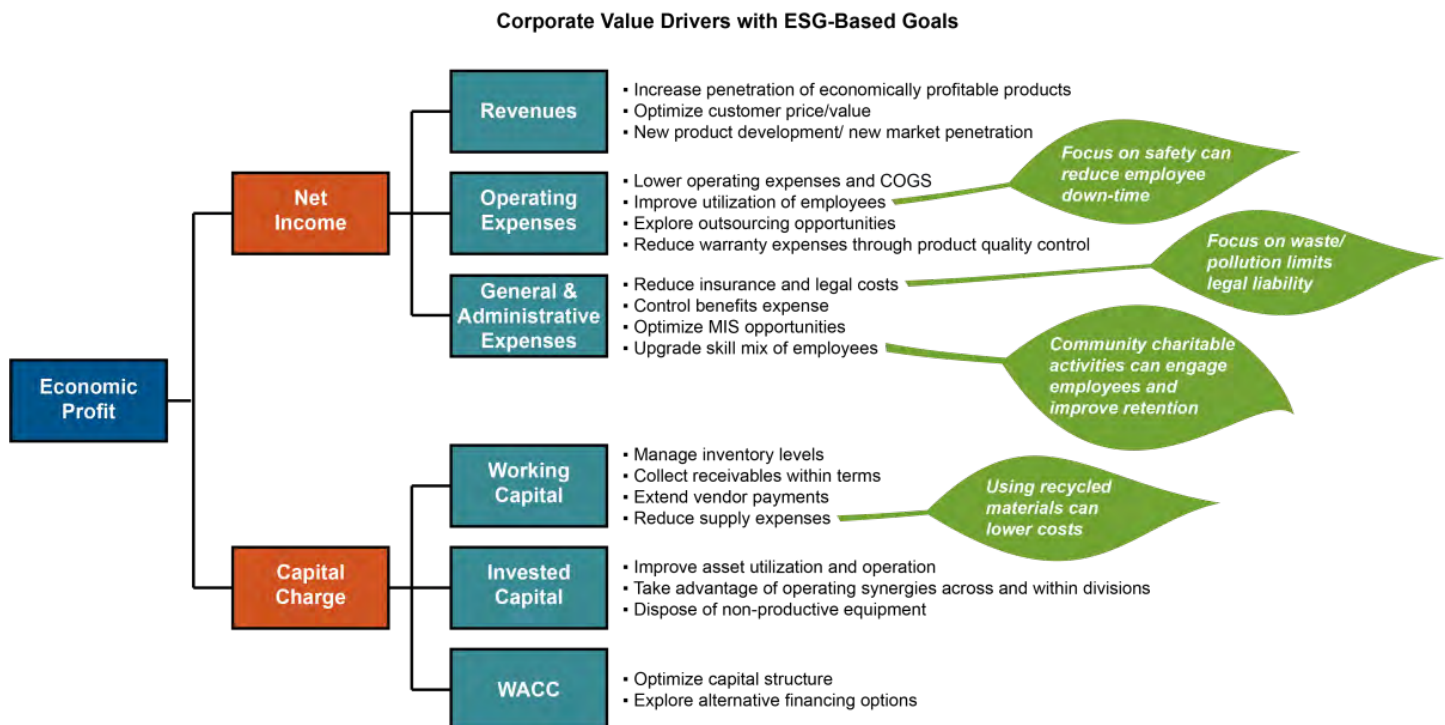 Corporate Value Drivers with ESG-Based Goals
Revenues
▪ Increase penetration of economically profitable products
▪ Optimize customer price/value
▪ New product development/ new market penetration
Focus on safety can
reduce employee
down-time
Net
Income
Operating
Expenses
▪ Lower operating expenses and COGS
▪ Improve utilization of employees
▪ Explore outsourcing opportunities
▪ Reduce warranty expenses through product quality control
Focus on waste/
pollution limits
legal liability
General &
Administrative
Expenses
▪ Reduce insurance and legal costs
▪ Control benefits expense
▪ Optimize MIS opportunities
▪ Upgrade skill mix of employees
Community charitable
activities can engage
employees and
improve retention
Economic
Profit
Working
Capital
▪ Manage inventory levels
▪ Collect receivables within terms
▪ Extend vendor payments
▪ Reduce supply expenses
Using recycled
materials can
lower costs
Capital
Charge
Invested
Capital
▪ Improve asset utilization and operation
▪ Take advantage of operating synergies across and within divisions
▪ Dispose of non-productive equipment
WACC
▪ Optimize capital structure
▪ Explore alternative financing options